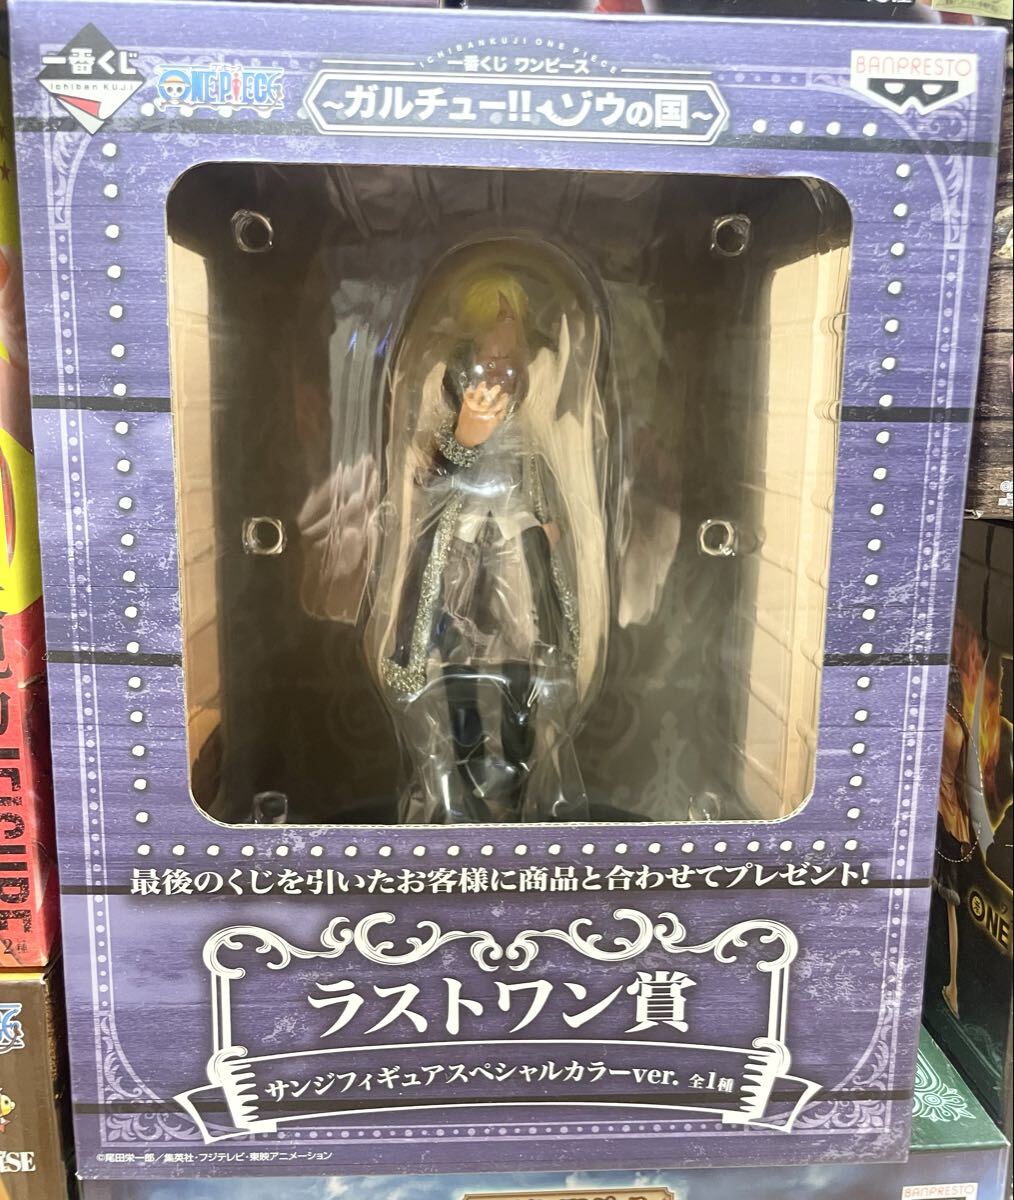 一番くじ
Ichiban KUJI
ONE PIECE
ICHIBANKUJI ONE PIECE
一番くじ ワンピース
～ガルチュー!! ゾウの国～
BANPRESTO
最後のくじを引いたお客様に商品と合わせてプレゼント!
ラストワン賞
サンジフィギュアスペシャルカラーver. 全1種
©尾田栄一郎／集英社・フジテレビ・東映アニメーション
BANPRESTO